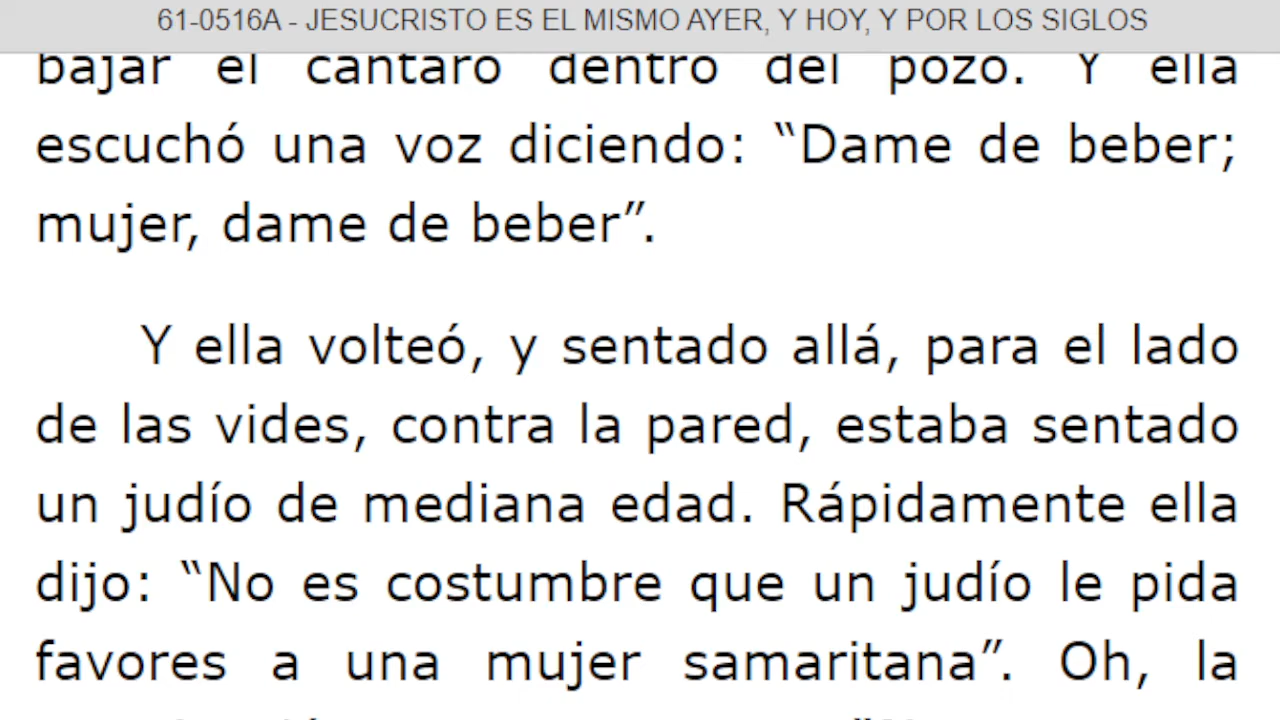 61-0516A - JESUCRISTO ES EL MISMO AYER, Y HOY, Y POR LOS SIGLOS
bajar el cántaro dentro del pozo. Y ella
escuchó una voz diciendo: “Dame de beber;
mujer, dame de beber”.
Y ella volteó, y sentado allá, para el lado
de las vides, contra la pared, estaba sentado
un judío de mediana edad. Rápidamente ella
dijo: “No es costumbre que un judío le pida
favores a una mujer samaritana”. Oh, la